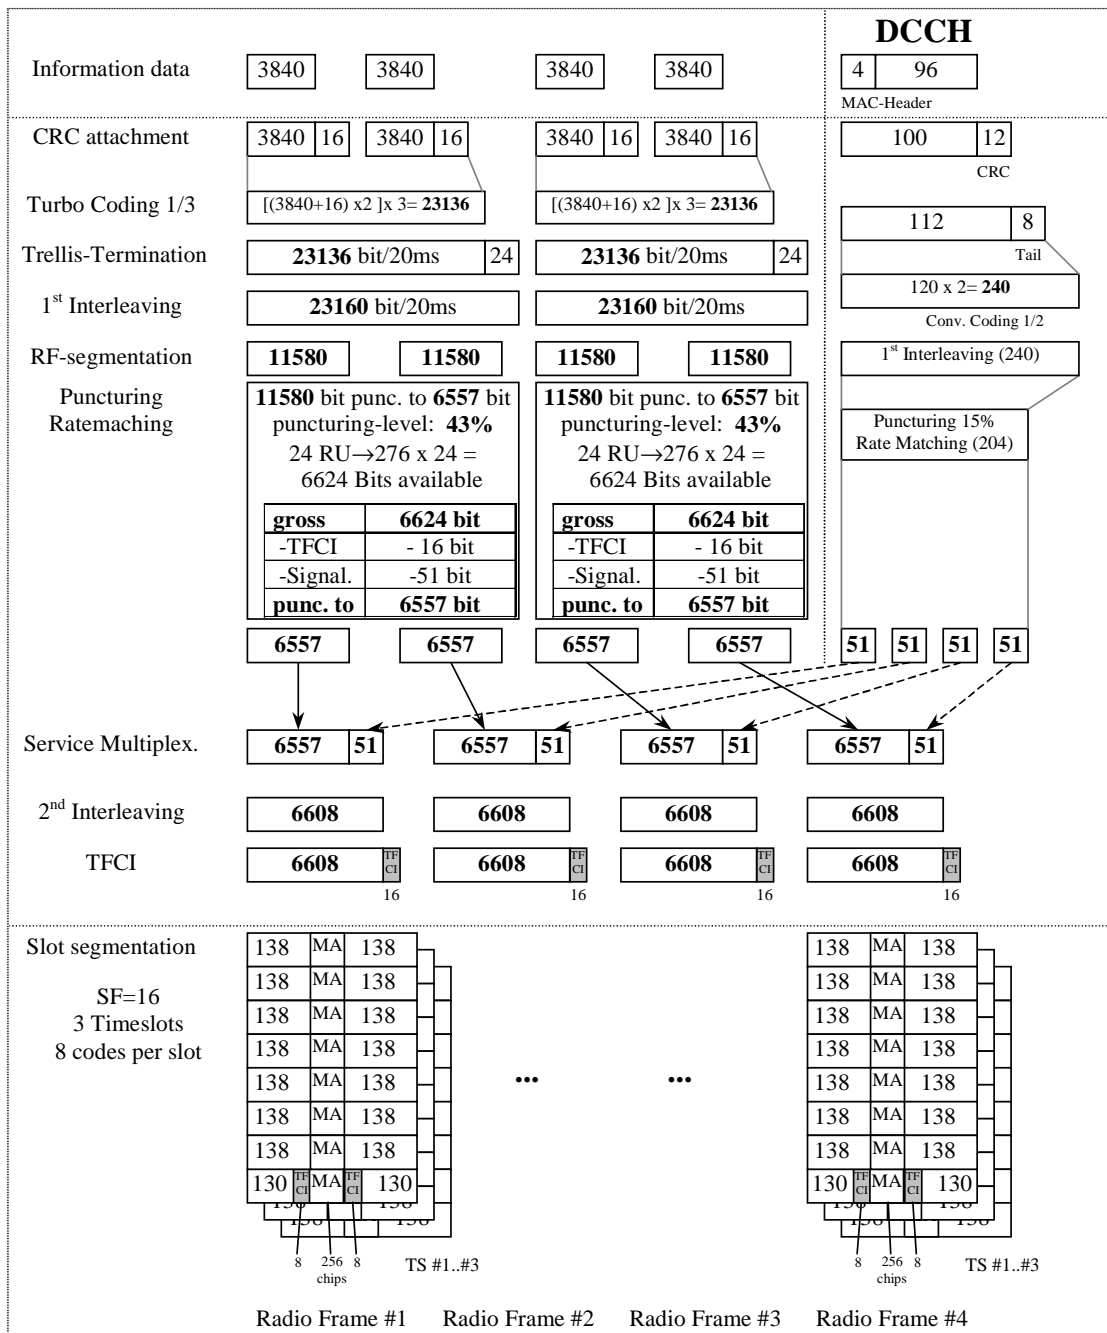 DCCH
Information data 3840 3840 3840 3840 4 96
MAC-Header
CRC attachment 3840 16 3840 16 3840 16 3840 16 100 12
CRC
Turbo Coding 1/3 [(3840+16) x2 ]x 3= 23136 [(3840+16) x2 ]x 3= 23136
112 8
Tail
Trellis-Termination 23136 bit/20ms 24 23136 bit/20ms 24
120 x 2= 240
1st Interleaving 23160 bit/20ms 23160 bit/20ms
Conv. Coding 1/2
RF-segmentation 11580 11580 11580 11580 1st Interleaving (240)
Puncturing
Ratemaching
11580 bit punc. to 6557 bit
puncturing-level: 43%
24 RU→276 x 24 =
6624 Bits available
gross 6624 bit
-TFCI - 16 bit
-Signal. -51 bit
punc. to 6557 bit
11580 bit punc. to 6557 bit
puncturing-level: 43%
24 RU→276 x 24 =
6624 Bits available
gross 6624 bit
-TFCI - 16 bit
-Signal. -51 bit
punc. to 6557 bit
Puncturing 15%
Rate Matching (204)
6557 6557 6557 6557 51 51 51 51
Service Multiplex. 6557 51 6557 51 6557 51 6557 51
2nd Interleaving 6608 6608 6608 6608
TFCI 6608 TF CI 6608 TF CI 6608 TF CI 6608 TF CI
16 16 16 16
Slot segmentation
SF=16
3 Timeslots
8 codes per slot
138 MA 138
138 MA 138
138 MA 138
138 MA 138
138 MA 138
138 MA 138
138 MA 138
130 TF CI MA TF CI 130
8 256 chips 8 TS #1..#3
... ...
138 MA 138
138 MA 138
138 MA 138
138 MA 138
138 MA 138
138 MA 138
138 MA 138
130 TF CI MA TF CI 130
8 256 chips 8 TS #1..#3
Radio Frame #1 Radio Frame #2 Radio Frame #3 Radio Frame #4